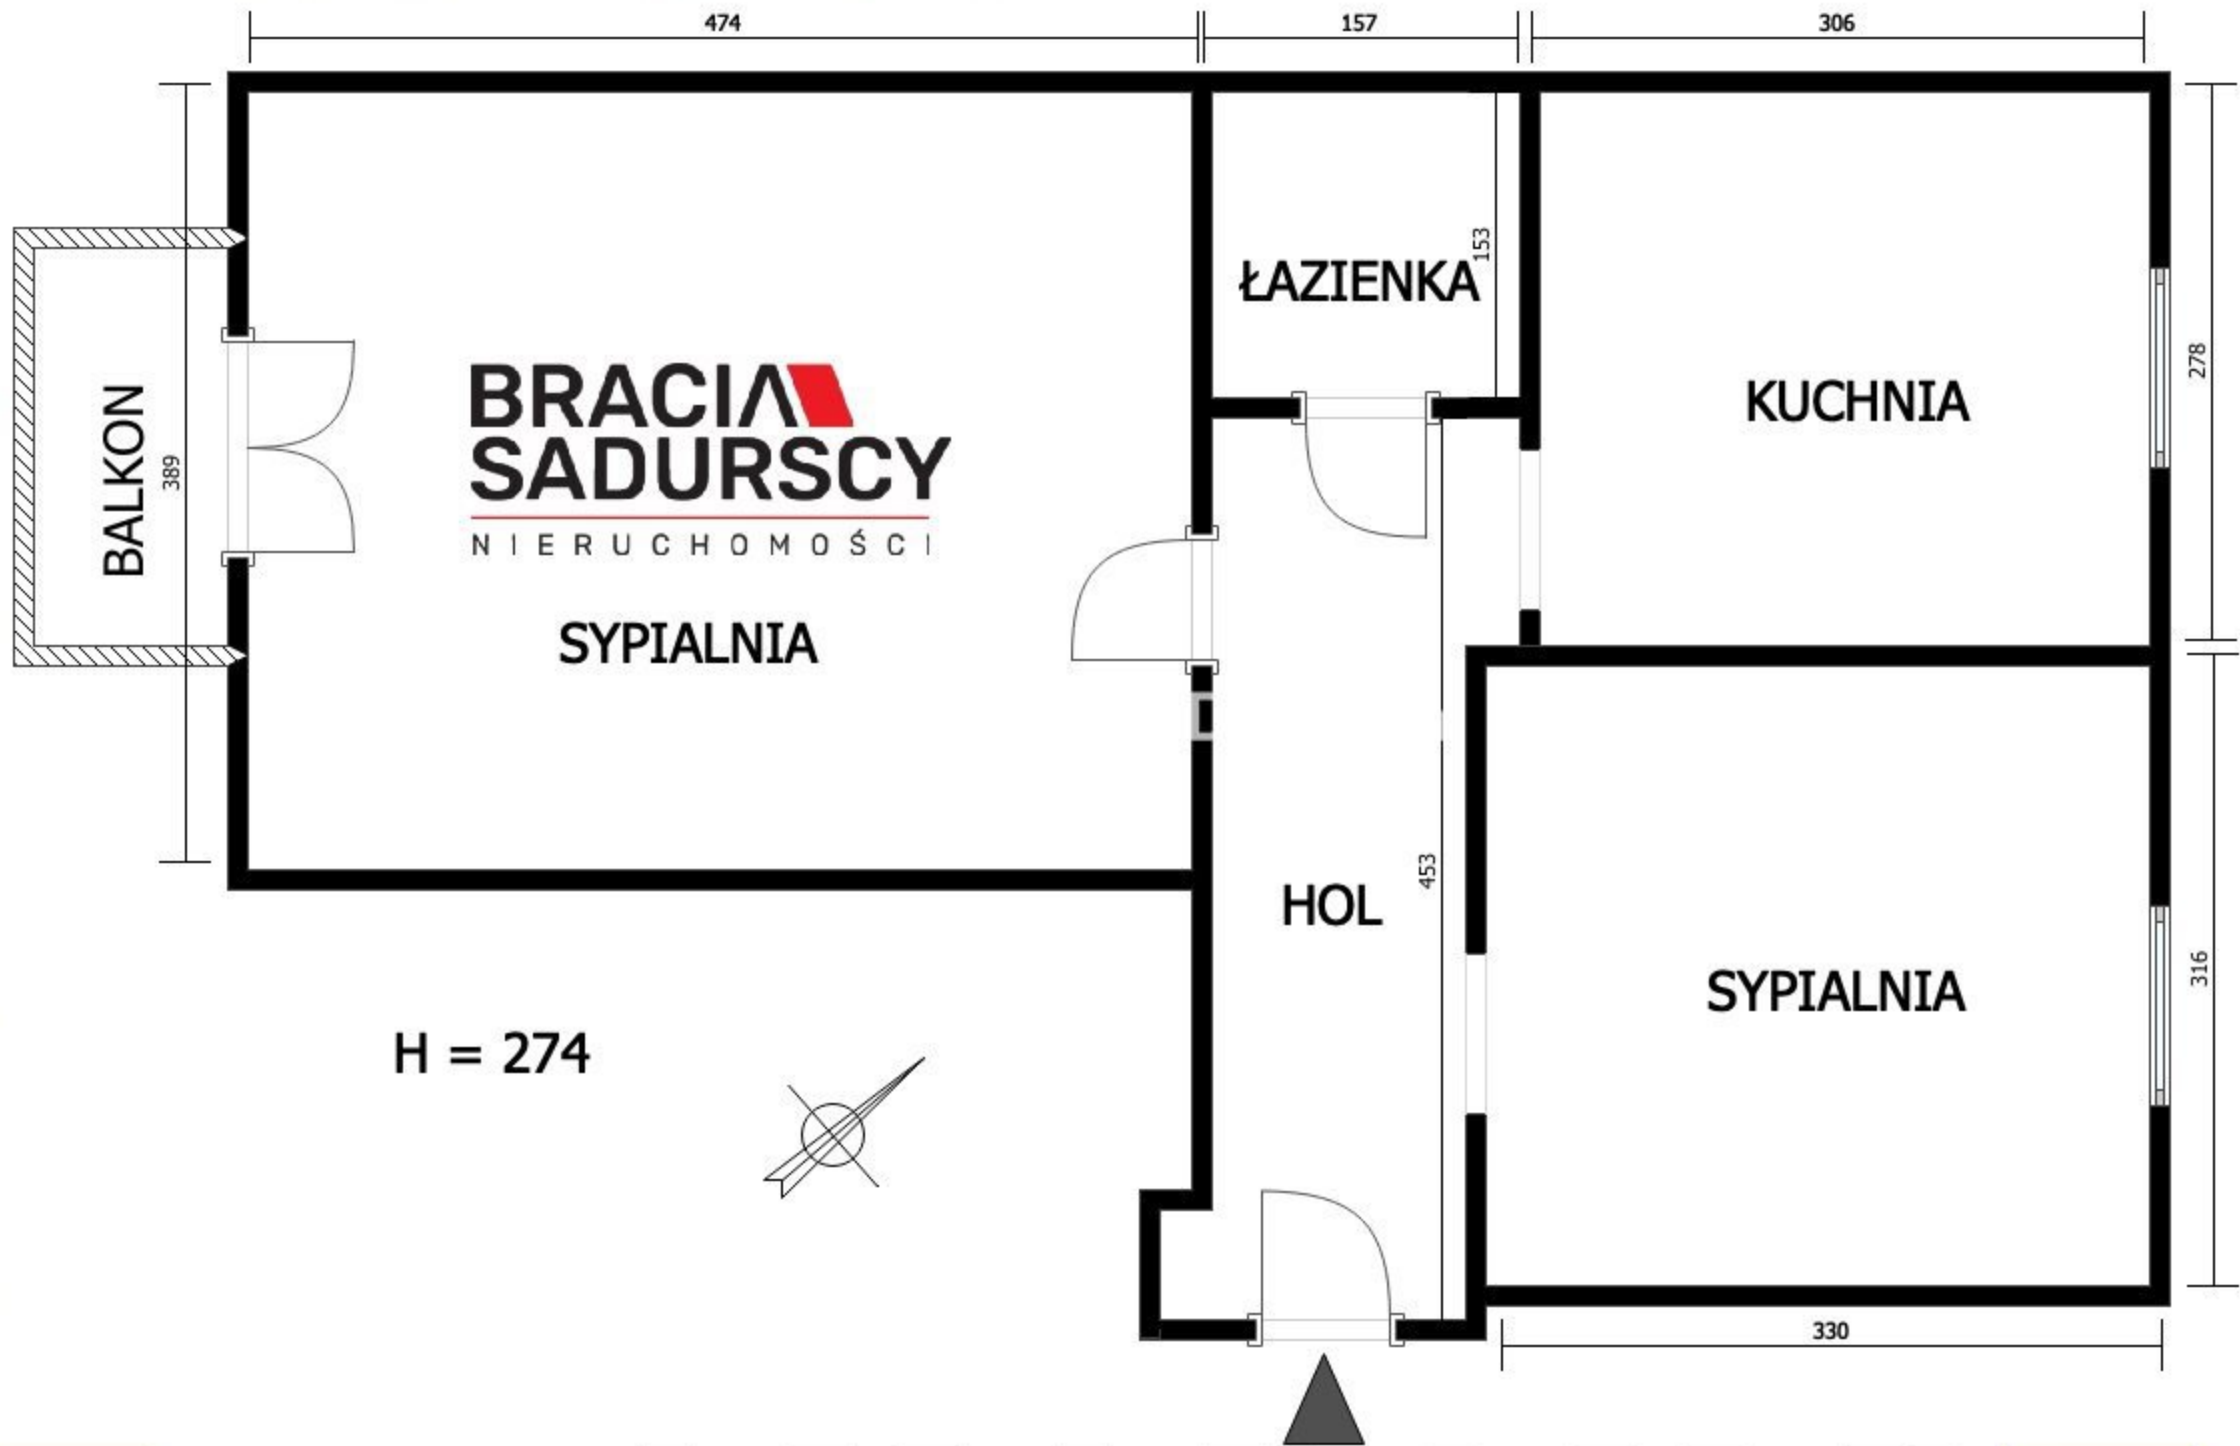 474
157
306
153
ŁAZIENKA
278
KUCHNIA
BALKON
389
BRACIA
SADURSCY
NIERUCHOMOŚCI
SYPIALNIA
453
HOL
316
SYPIALNIA
H = 274
330